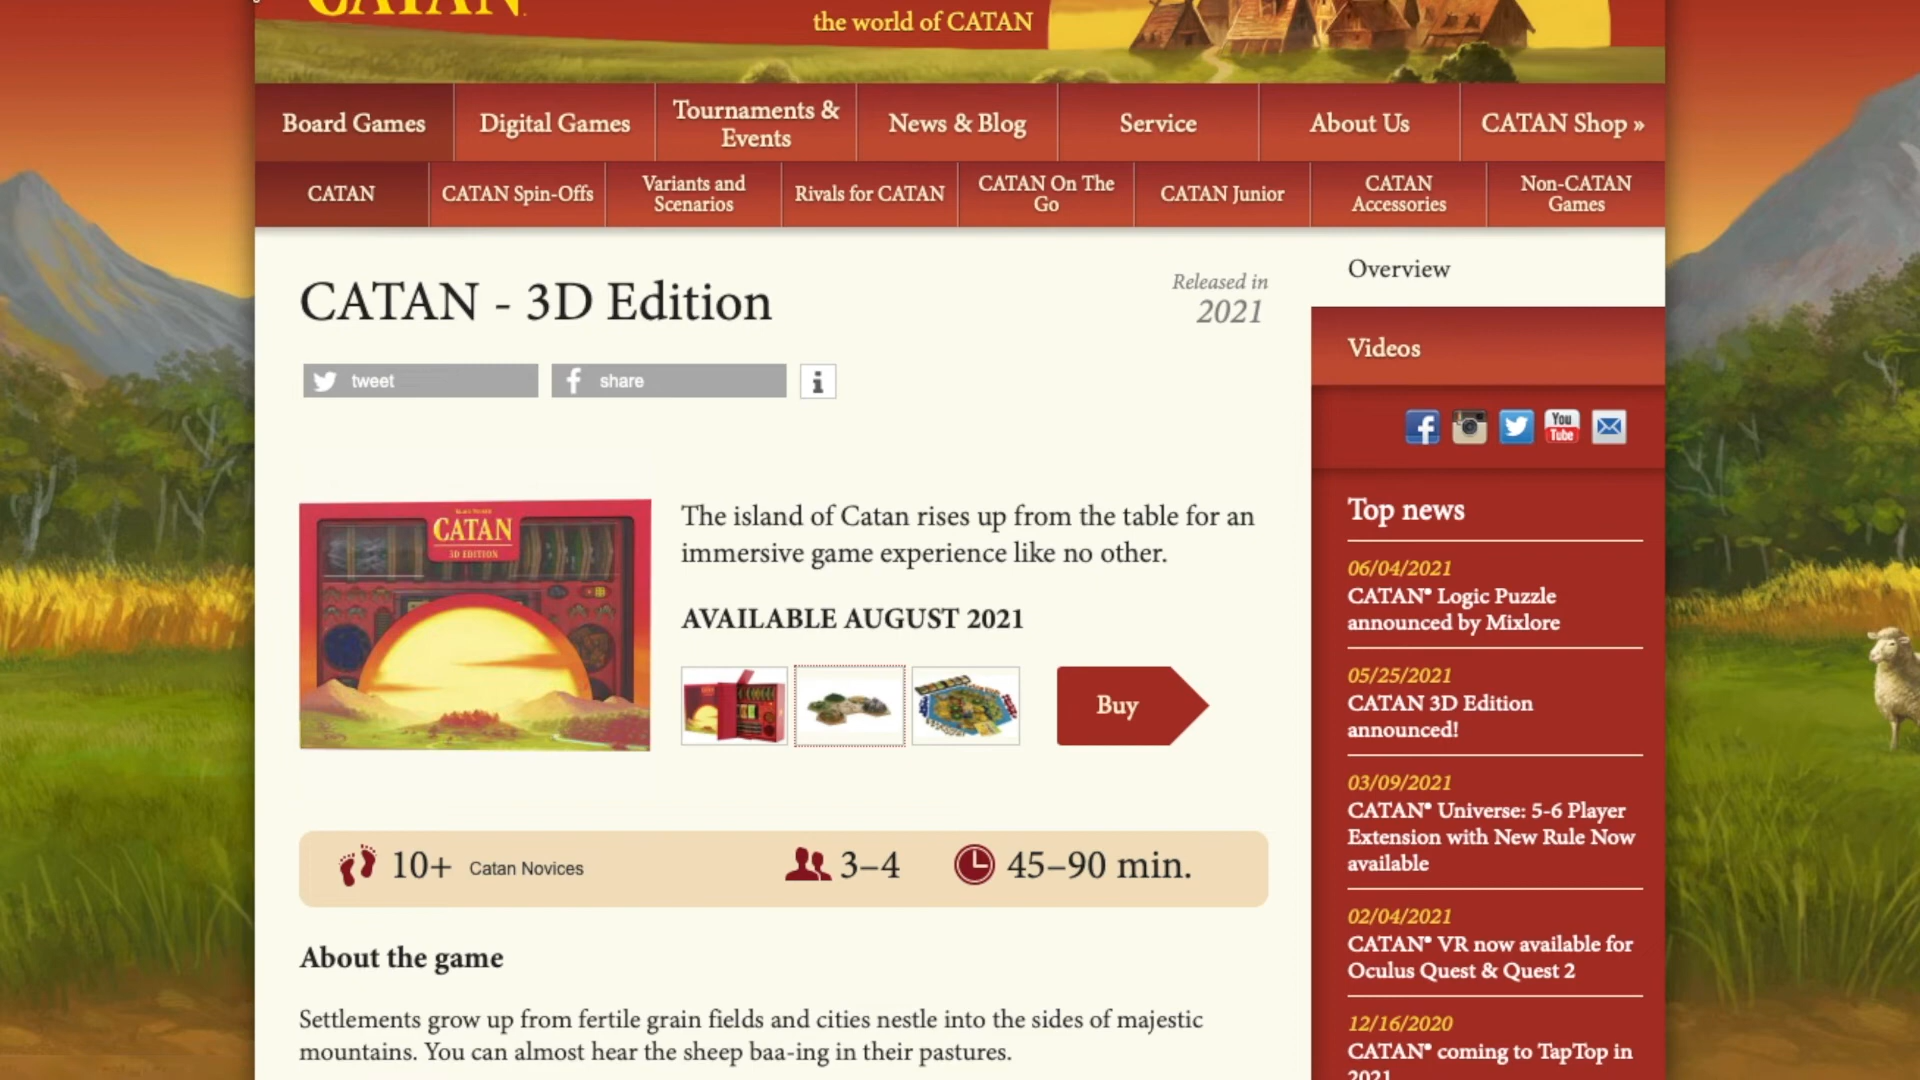 CATAN
the world of CATAN
Board Games
Digital Games
Tournaments &
Events
News & Blog
Service
About Us
CATAN Shop »
CATAN
CATAN Spin-Offs
Variants and
Scenarios
Rivals for CATAN
CATAN On The
Go
CATAN Junior
CATAN
Accessories
Non-CATAN
Games
CATAN - 3D Edition
Released in
2021
tweet
share
i
CATAN
3D EDITION
The island of Catan rises up from the table for an
immersive game experience like no other.
AVAILABLE AUGUST 2021
Buy
10+ Catan Novices
3–4
45–90 min.
About the game
Settlements grow up from fertile grain fields and cities nestle into the sides of majestic
mountains. You can almost hear the sheep baa-ing in their pastures.
Overview
Videos
You
Tube
Top news
06/04/2021
CATAN® Logic Puzzle
announced by Mixlore
05/25/2021
CATAN 3D Edition
announced!
03/09/2021
CATAN® Universe: 5-6 Player
Extension with New Rule Now
available
02/04/2021
CATAN® VR now available for
Oculus Quest & Quest 2
12/16/2020
CATAN® coming to TapTop in
2021